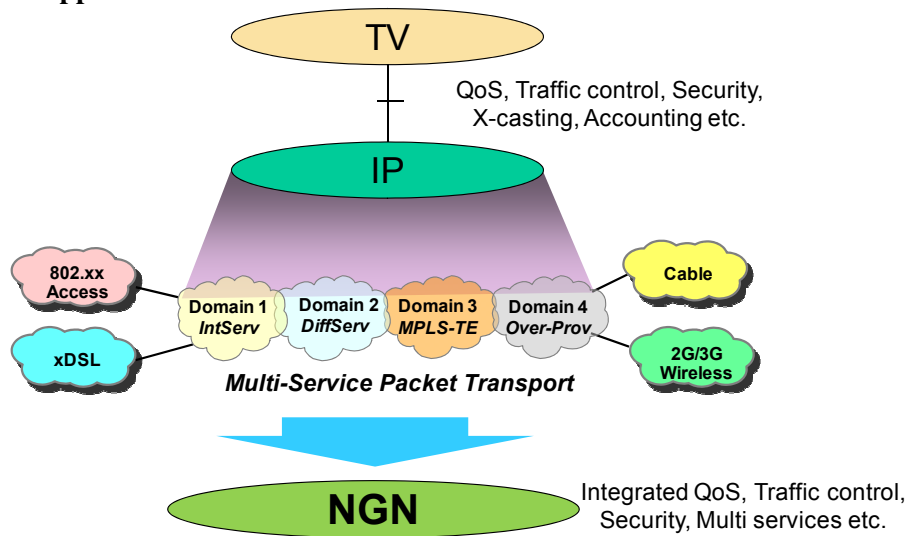 TV
QoS, Traffic control, Security,
X-casting, Accounting etc.
IP
802.xx
Access
Cable
Domain 1
IntServ
Domain 2
DiffServ
Domain 3
MPLS-TE
Domain 4
Over-Prov
xDSL
2G/3G
Wireless
Multi-Service Packet Transport
NGN
Integrated QoS, Traffic control,
Security, Multi services etc.